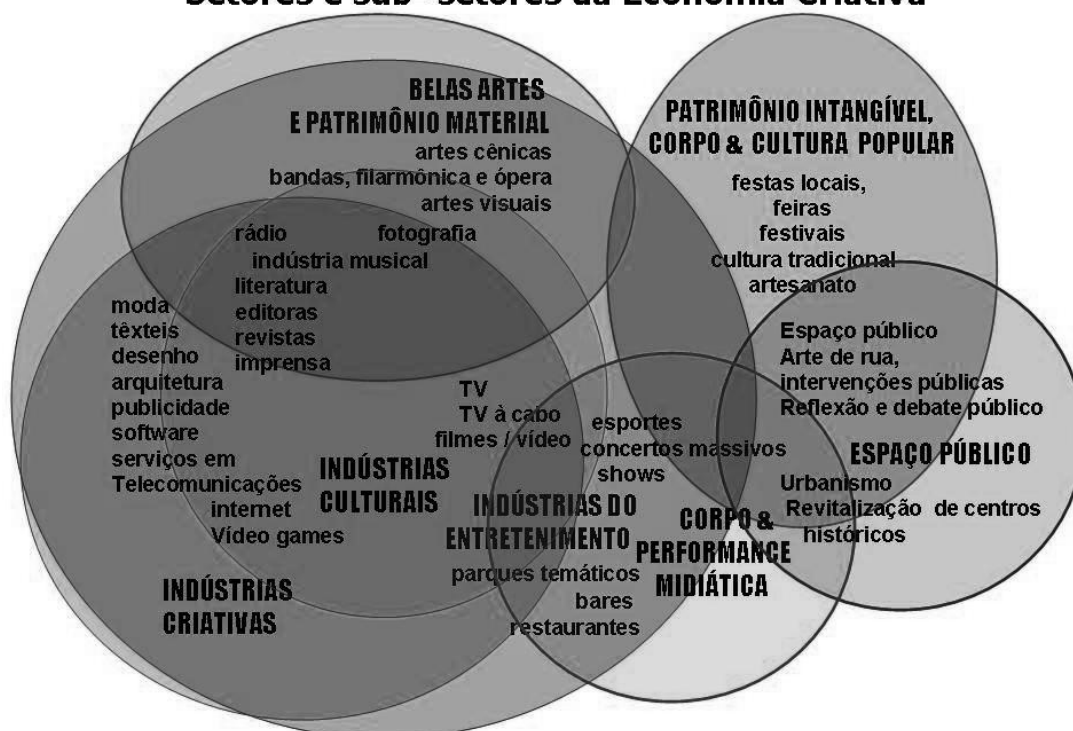 Setores e sub-setores da Economia Criativa
BELAS ARTES
E PATRIMÔNIO MATERIAL
artes cênicas
bandas, filarmônica e ópera
artes visuais
rádio fotografia
indústria musical
literatura
editoras
revistas
imprensa
moda
têxteis
desenho
arquitetura
publicidade
software
serviços em
Telecomunicações
internet
Vídeo games
INDÚSTRIAS
CRIATIVAS
INDÚSTRIAS
CULTURAIS
TV
TV à cabo
filmes / vídeo
esportes
concertos massivos
shows
INDÚSTRIAS DO
ENTRETENIMENTO
parques temáticos
bares
restaurantes
CORPO &
PERFORMANCE
MIDIÁTICA
PATRIMÔNIO INTANGÍVEL,
CORPO & CULTURA POPULAR
festas locais,
feiras
festivais
cultura tradicional
artesanato
Espaço público
Arte de rua,
intervenções públicas
Reflexão e debate público
ESPAÇO PÚBLICO
Urbanismo
Revitalização de centros
históricos